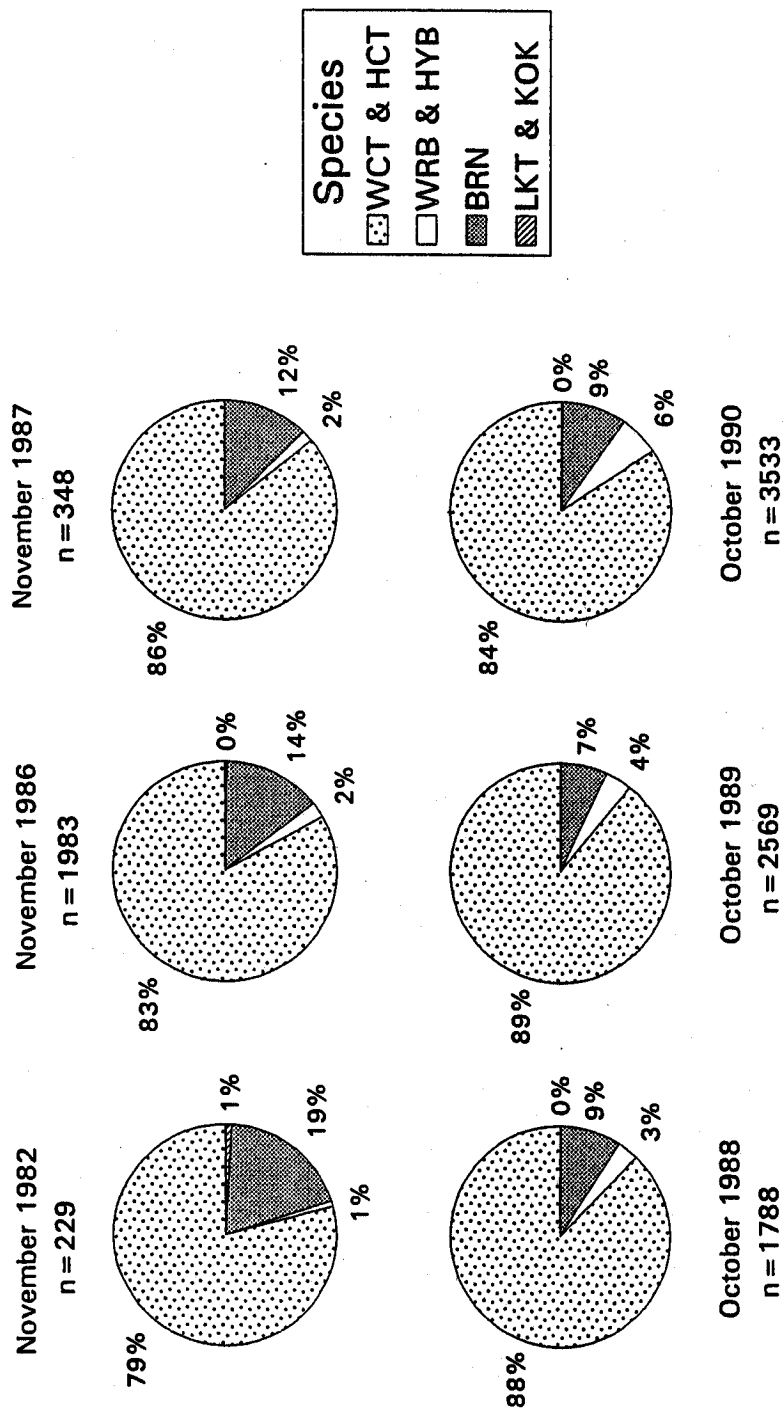 November 1982
n=229
79%
1%
19%
1%
November 1986
n=1983
83%
0%
14%
2%
November 1987
n=348
86%
12%
2%
88%
0%
9%
3%
October 1988
n=1788
89%
7%
4%
October 1989
n=2569
84%
0%
9%
6%
October 1990
n=3533
Species
WCT & HCT
WRB & HYB
BRN
LKT & KOK